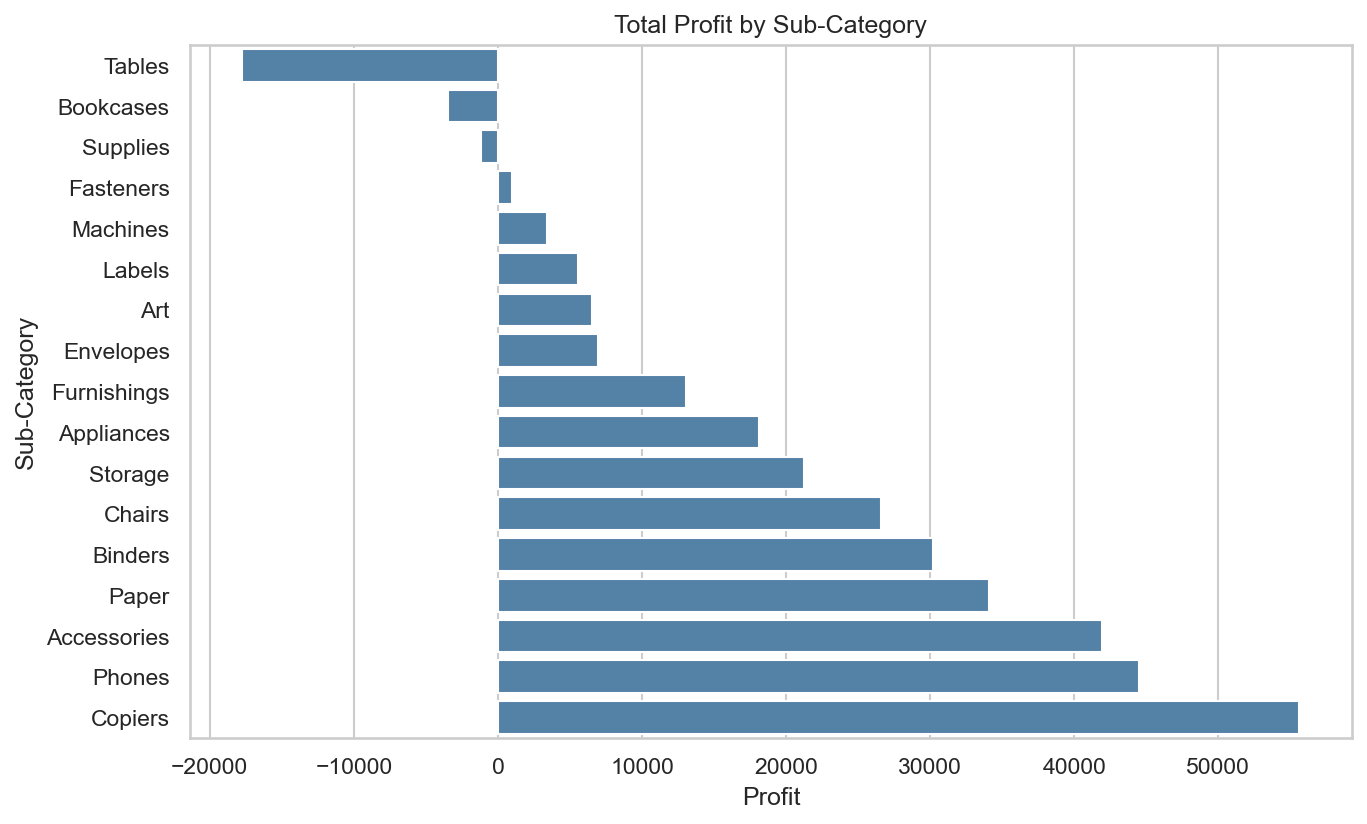 Total Profit by Sub-Category
Sub-Category
Tables
Bookcases
Supplies
Fasteners
Machines
Labels
Art
Envelopes
Furnishings
Appliances
Storage
Chairs
Binders
Paper
Accessories
Phones
Copiers
−20000 −10000 0 10000 20000 30000 40000 50000
Profit